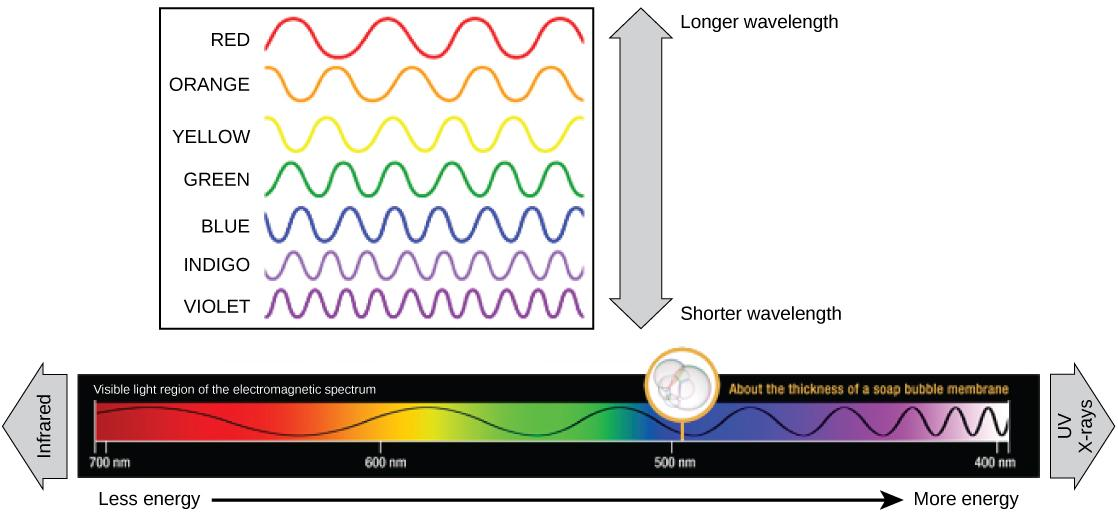 RED
ORANGE
YELLOW
GREEN
BLUE
INDIGO
VIOLET
Longer wavelength
Shorter wavelength
Visible light region of the electromagnetic spectrum
About the thickness of a soap bubble membrane
Infrared
UV
X-rays
700 nm
600 nm
500 nm
400 nm
Less energy
More energy